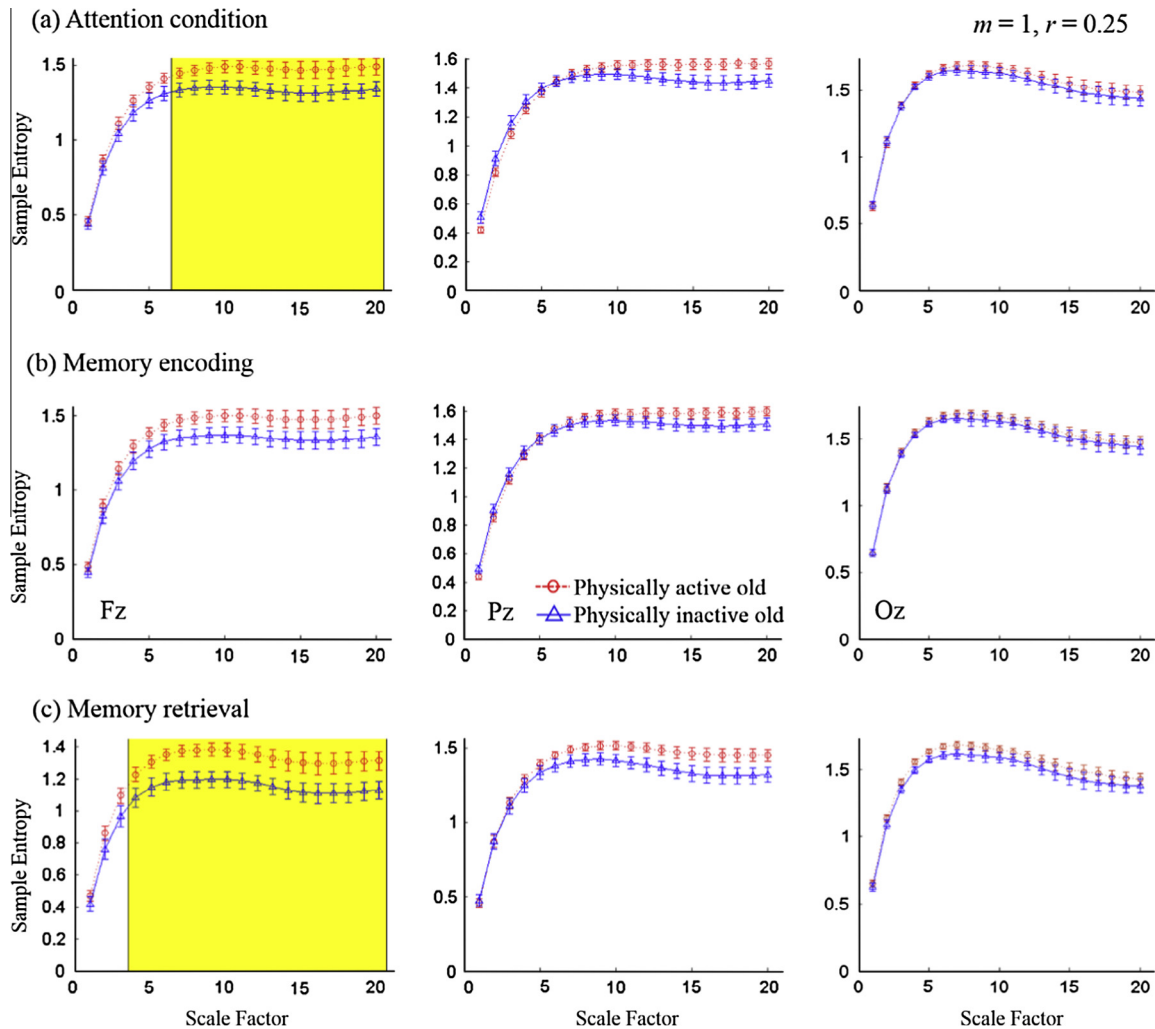 (a) Attention condition
m = 1, r = 0.25
Sample Entropy
1.5
1
0.5
0
0 5 10 15 20
1.6
1.4
1.2
1
0.8
0.6
0.4
0.2
0 5 10 15 20
1.5
1
0.5
0
0 5 10 15 20
(b) Memory encoding
Sample Entropy
1.5
1
0.5
0
Fz
0 5 10 15 20
1.6
1.4
1.2
1
0.8
0.6
0.4
0.2
0
Physically active old
Physically inactive old
Pz
0 5 10 15 20
1.5
1
0.5
0
Oz
0 5 10 15 20
(c) Memory retrieval
Sample Entropy
1.4
1.2
1
0.8
0.6
0.4
0.2
0
0 5 10 15 20
Scale Factor
1.5
1
0.5
0
0 5 10 15 20
Scale Factor
1.5
1
0.5
0
0 5 10 15 20
Scale Factor